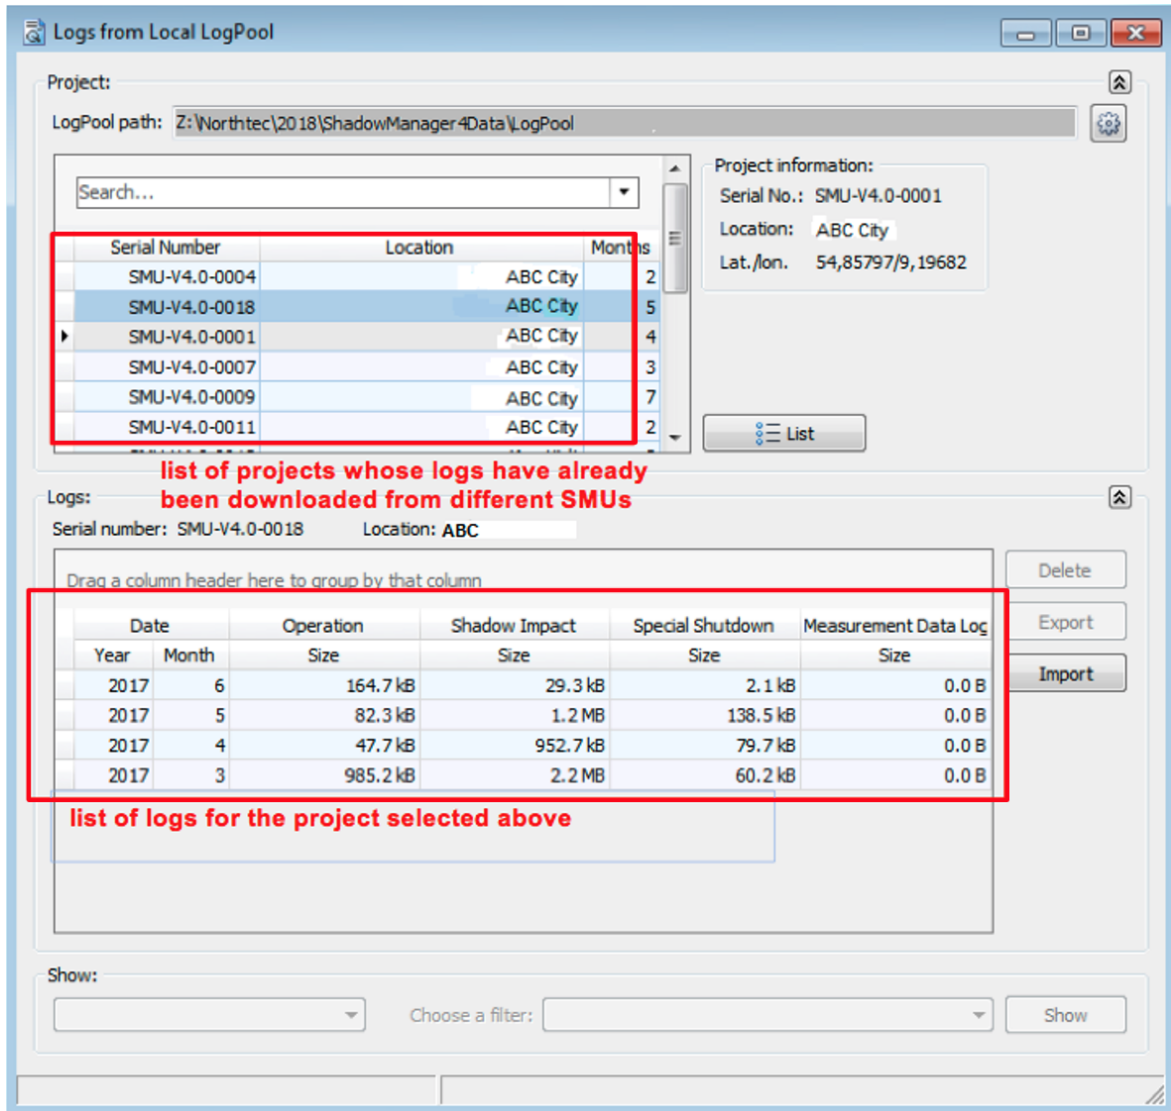 Logs from Local LogPool
Project:
LogPool path: Z:\Northtec\2018\ShadowManager4Data\LogPool
Search...
Project information:
Serial No.: SMU-V4.0-0001
Location: ABC City
Lat./lon. 54,85797/9,19682
Serial Number Location Months
SMU-V4.0-0004 ABC City 2
SMU-V4.0-0018 ABC City 5
SMU-V4.0-0001 ABC City 4
SMU-V4.0-0007 ABC City 3
SMU-V4.0-0009 ABC City 7
SMU-V4.0-0011 ABC City 2
List
list of projects whose logs have already
been downloaded from different SMUs
Logs:
Serial number: SMU-V4.0-0018 Location: ABC
Drag a column header here to group by that column
Date Operation Shadow Impact Special Shutdown Measurement Data Log
Year Month Size Size Size Size
2017 6 164.7 kB 29.3 kB 2.1 kB 0.0 B
2017 5 82.3 kB 1.2 MB 138.5 kB 0.0 B
2017 4 47.7 kB 952.7 kB 79.7 kB 0.0 B
2017 3 985.2 kB 2.2 MB 60.2 kB 0.0 B
Delete
Export
Import
list of logs for the project selected above
Show:
Choose a filter:
Show